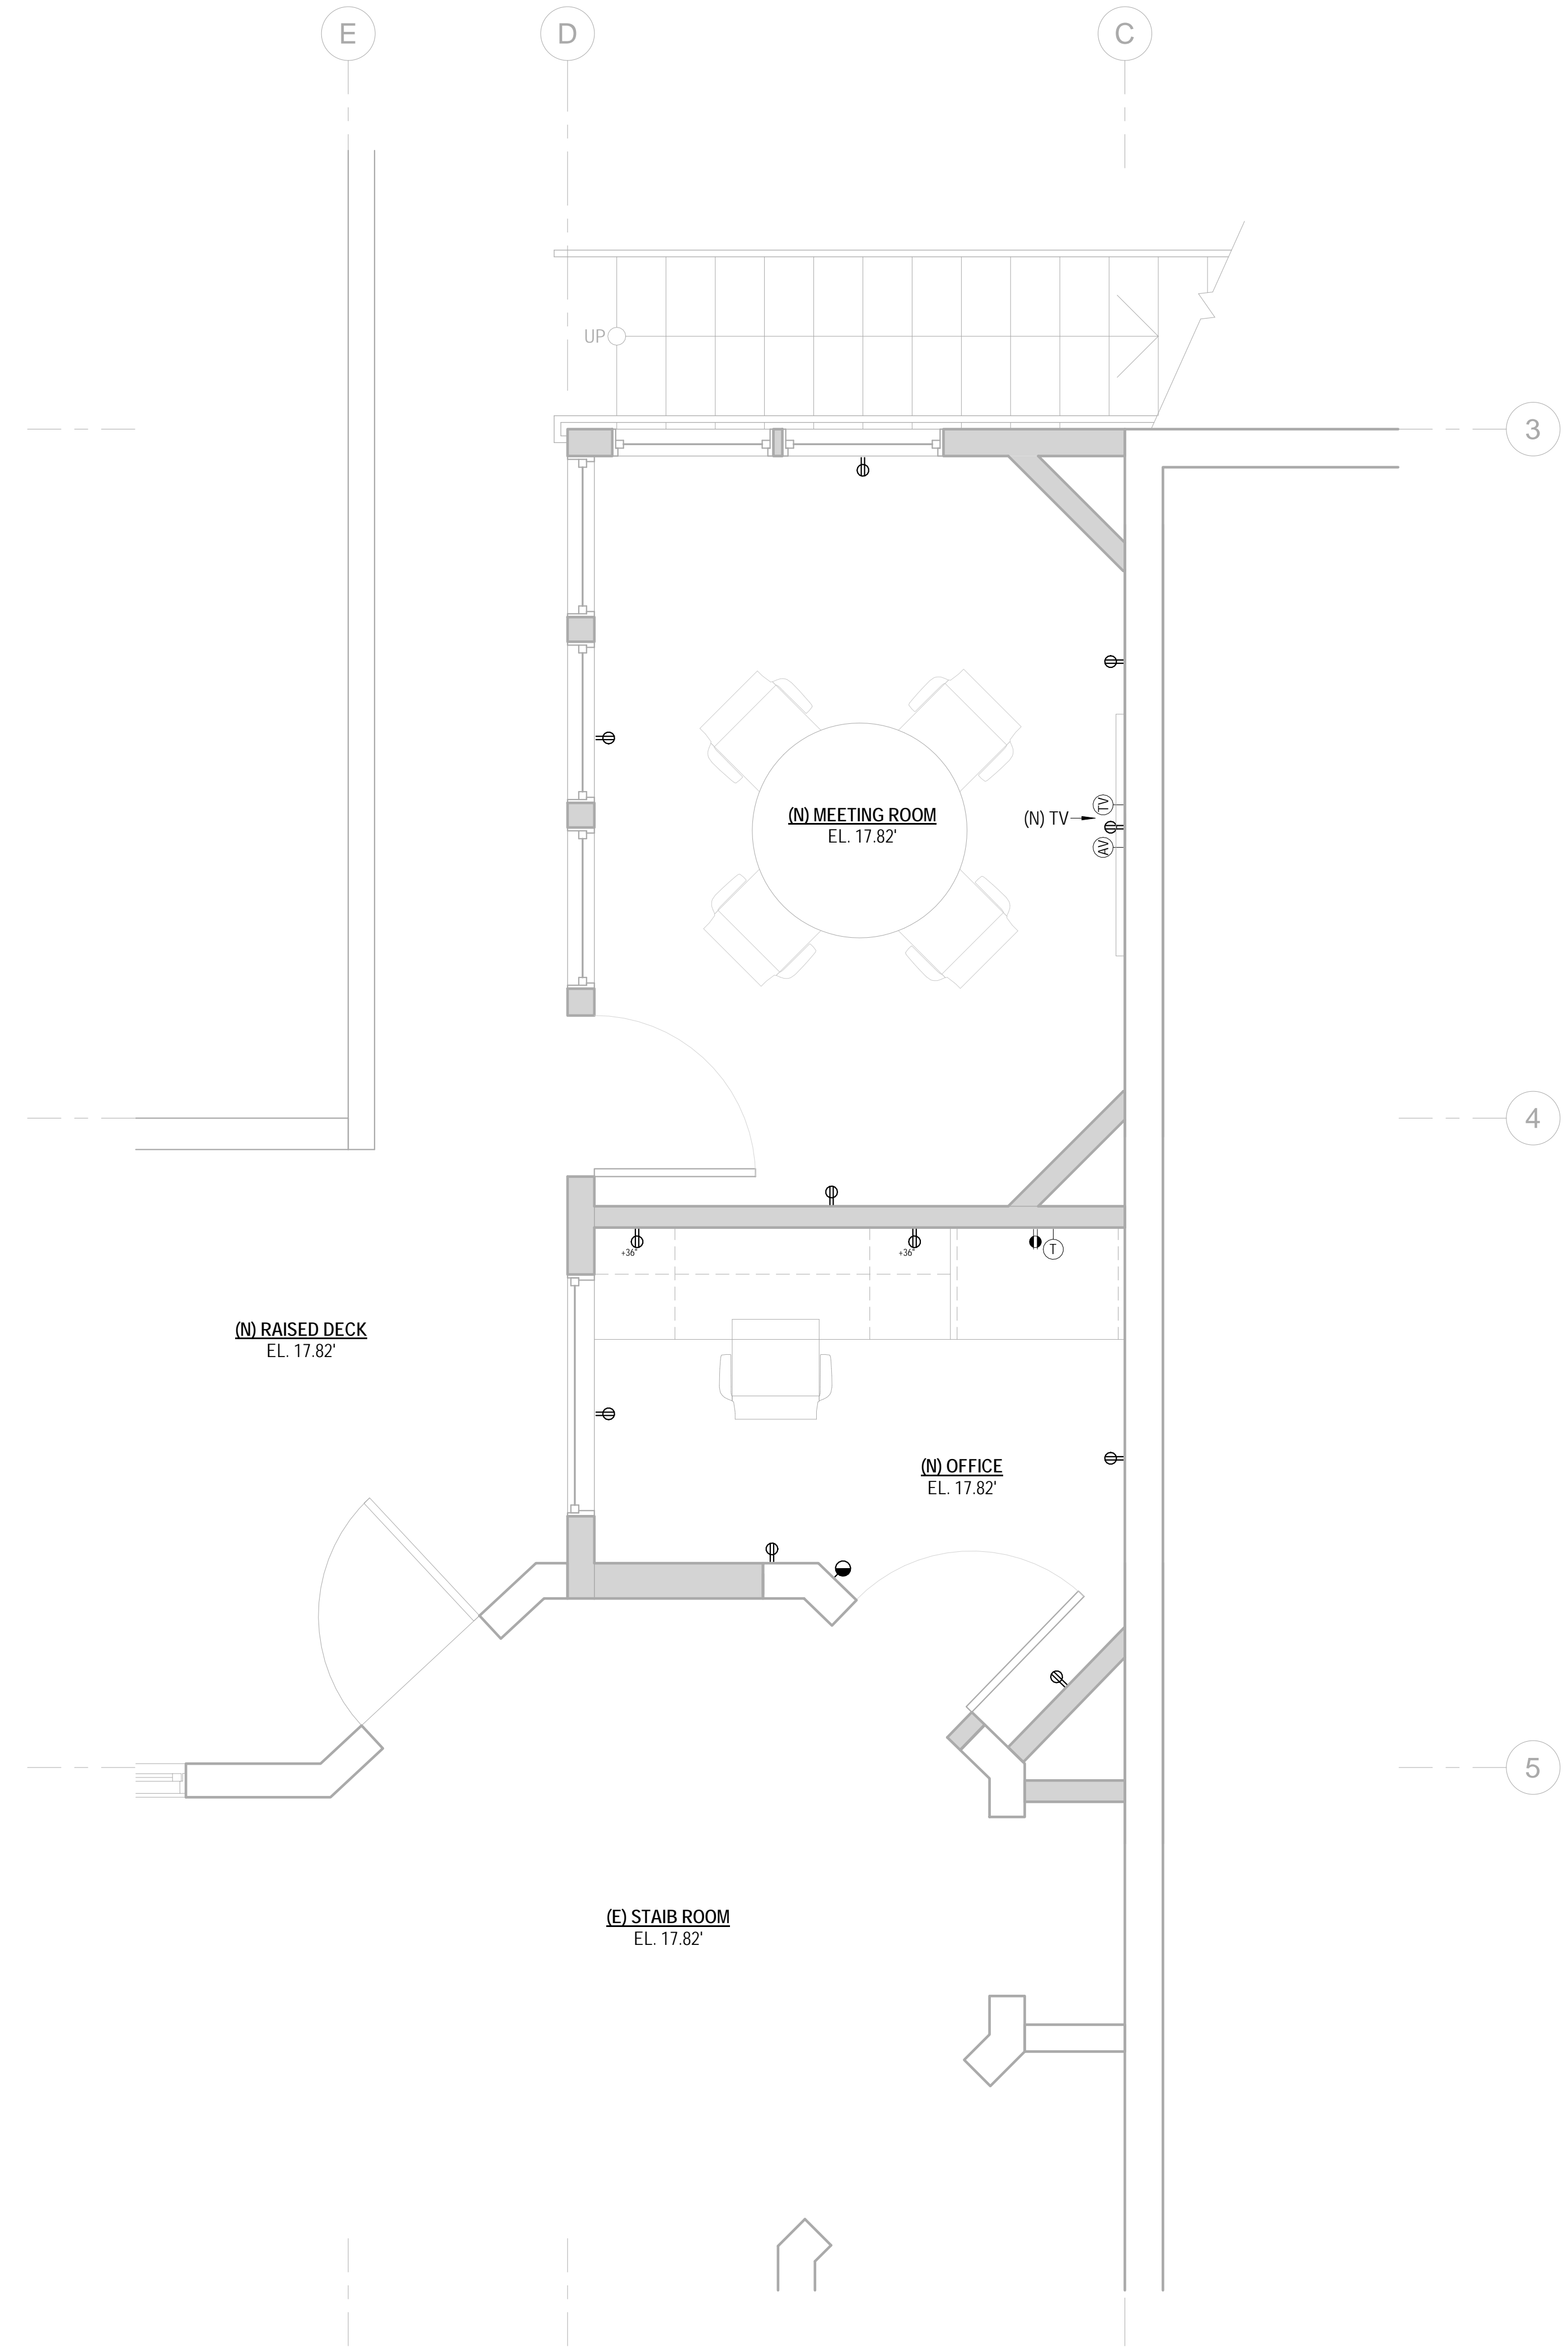 E
D
C
UP
3
(N) MEETING ROOM
EL. 17.82'
TV
(N) TV
AV
4
+36"
+36"
T
(N) RAISED DECK
EL. 17.82'
(N) OFFICE
EL. 17.82'
5
(E) STAIB ROOM
EL. 17.82'